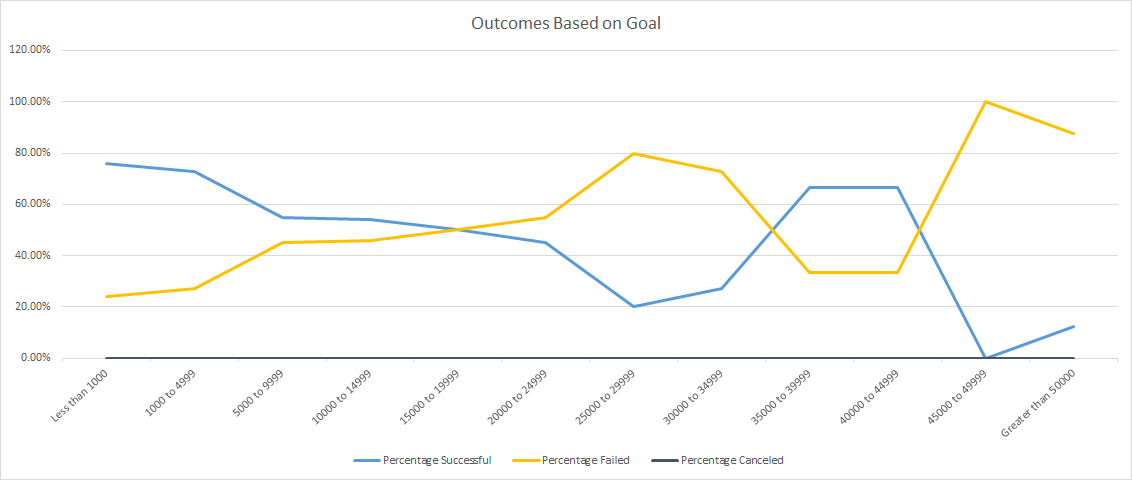 Outcomes Based on Goal
120.00%
100.00%
80.00%
60.00%
40.00%
20.00%
0.00%
Less than 1000
1000 to 4999
5000 to 9999
10000 to 14999
15000 to 19999
20000 to 24999
25000 to 29999
30000 to 34999
35000 to 39999
40000 to 44999
45000 to 49999
Greater than 50000
Percentage Successful
Percentage Failed
Percentage Canceled